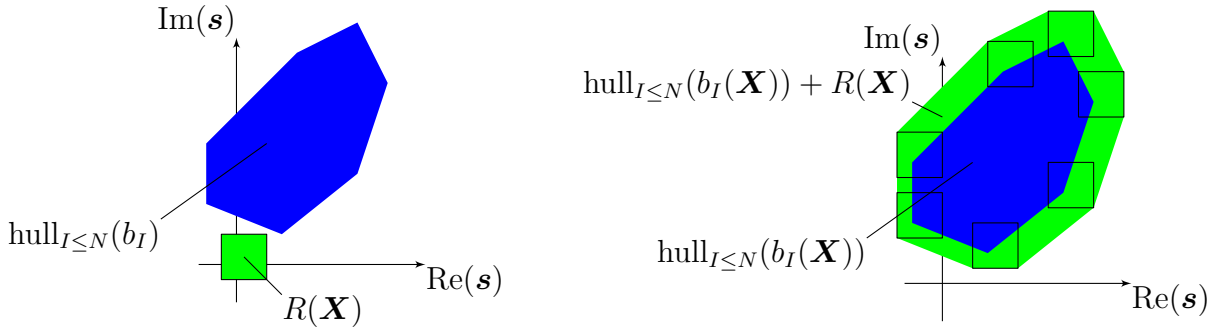 Im(s)
hull_{I≤N}(b_I)
Re(s)
R(X)
Im(s)
hull_{I≤N}(b_I(X)) + R(X)
hull_{I≤N}(b_I(X))
Re(s)